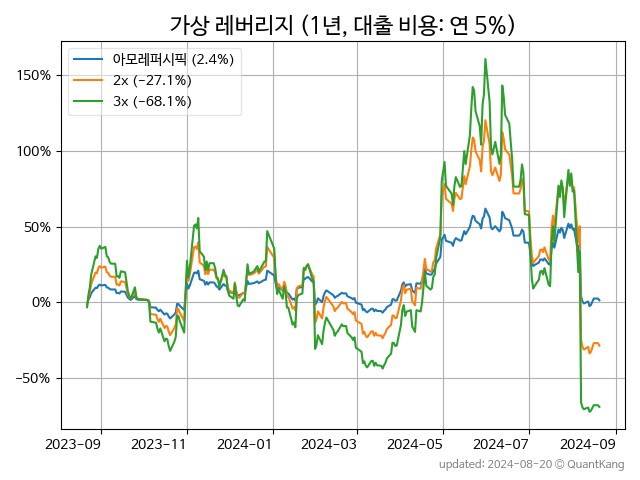 가상 레버리지 (1년, 대출 비용: 연 5%)
아모레퍼시픽 (2.4%)
2x (−27.1%)
3x (−68.1%)
150%
100%
50%
0%
−50%
2023-09
2023-11
2024-01
2024-03
2024-05
2024-07
2024-09
updated: 2024-08-20 © QuantKang